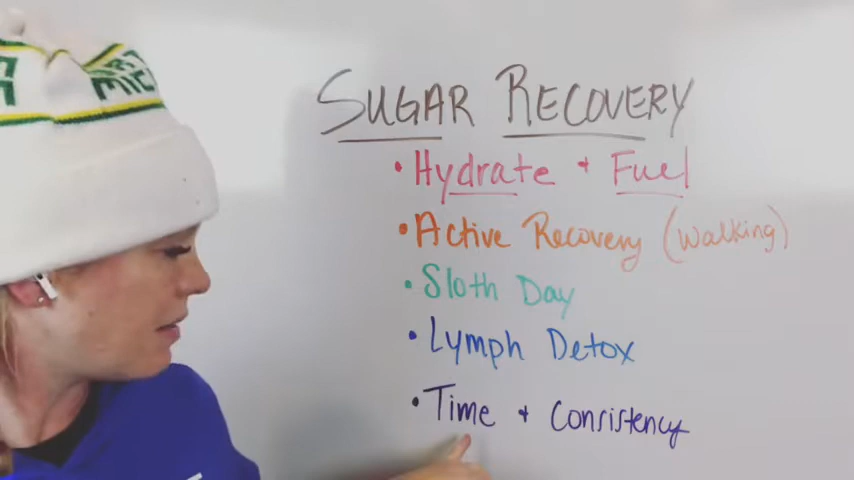 SUGAR RECOVERY
• Hydrate + Fuel
• Active Recovery (walking)
• Sloth Day
• Lymph Detox
• Time + Consistency